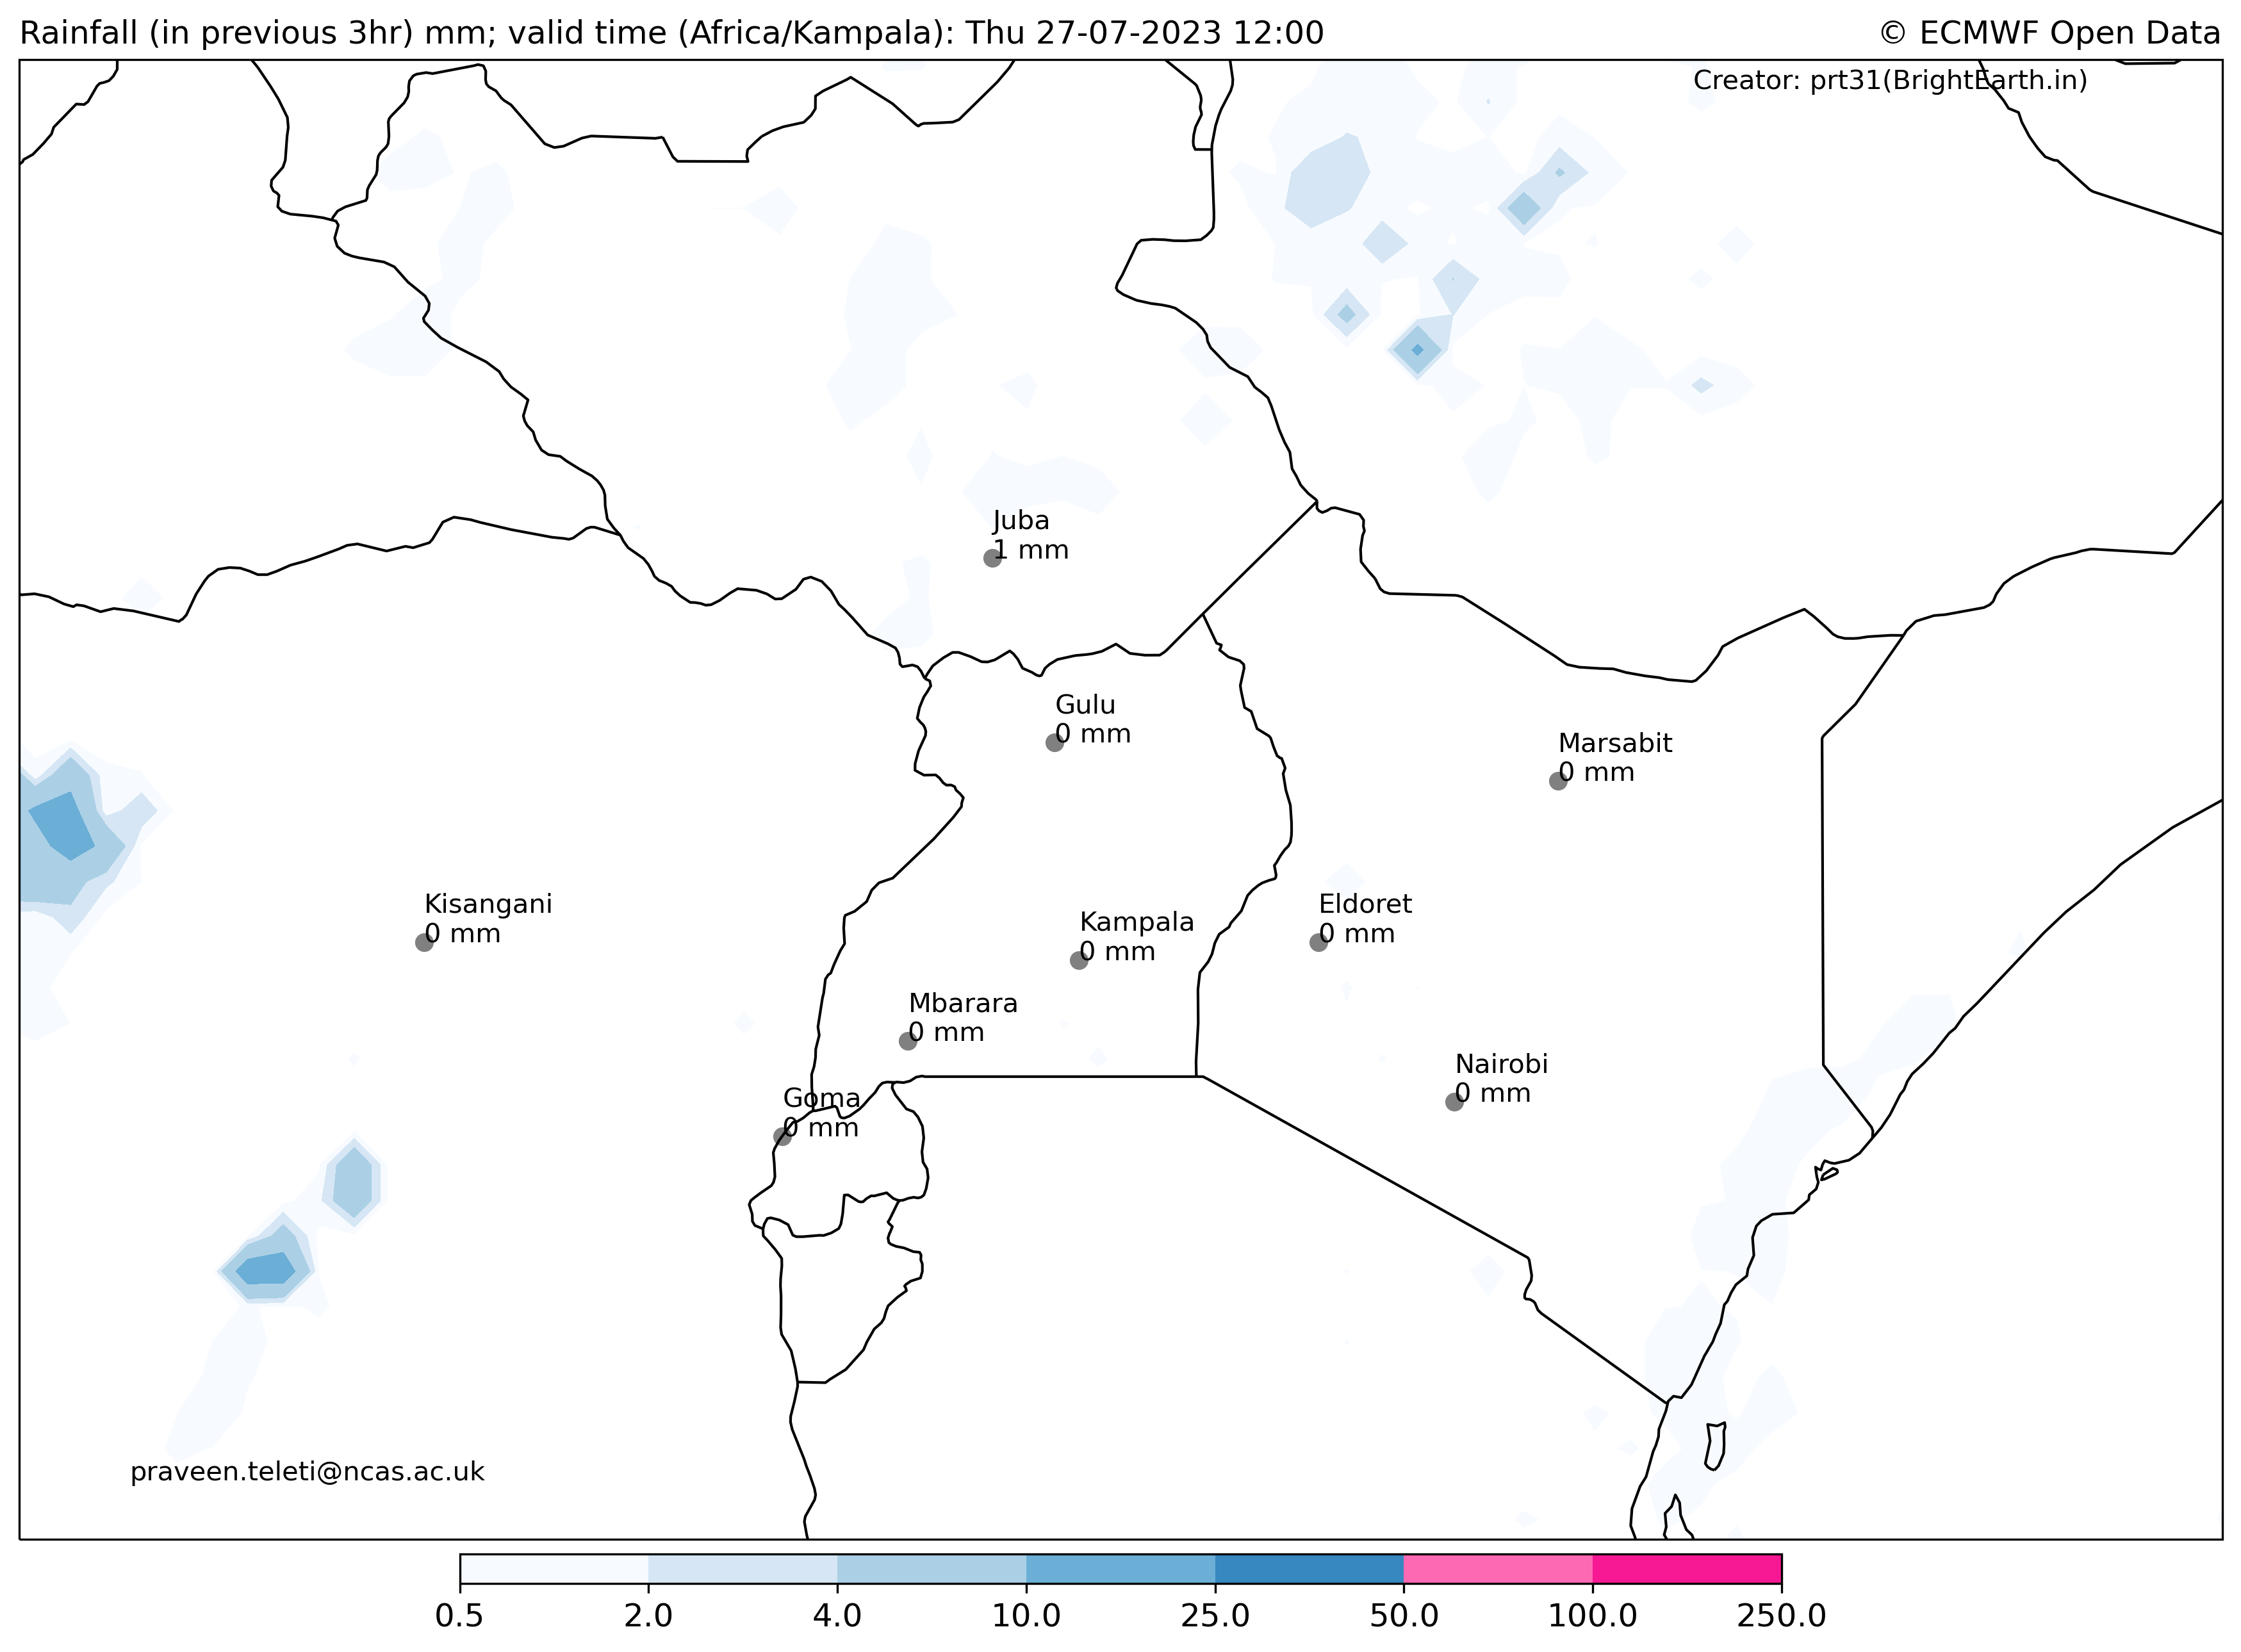 Rainfall (in previous 3hr) mm; valid time (Africa/Kampala): Thu 27-07-2023 12:00
© ECMWF Open Data
Creator: prt31(BrightEarth.in)
Juba
1 mm
Gulu
0 mm
Marsabit
0 mm
Kisangani
0 mm
Kampala
0 mm
Eldoret
0 mm
Mbarara
0 mm
Nairobi
0 mm
Goma
0 mm
praveen.teleti@ncas.ac.uk
0.5 2.0 4.0 10.0 25.0 50.0 100.0 250.0